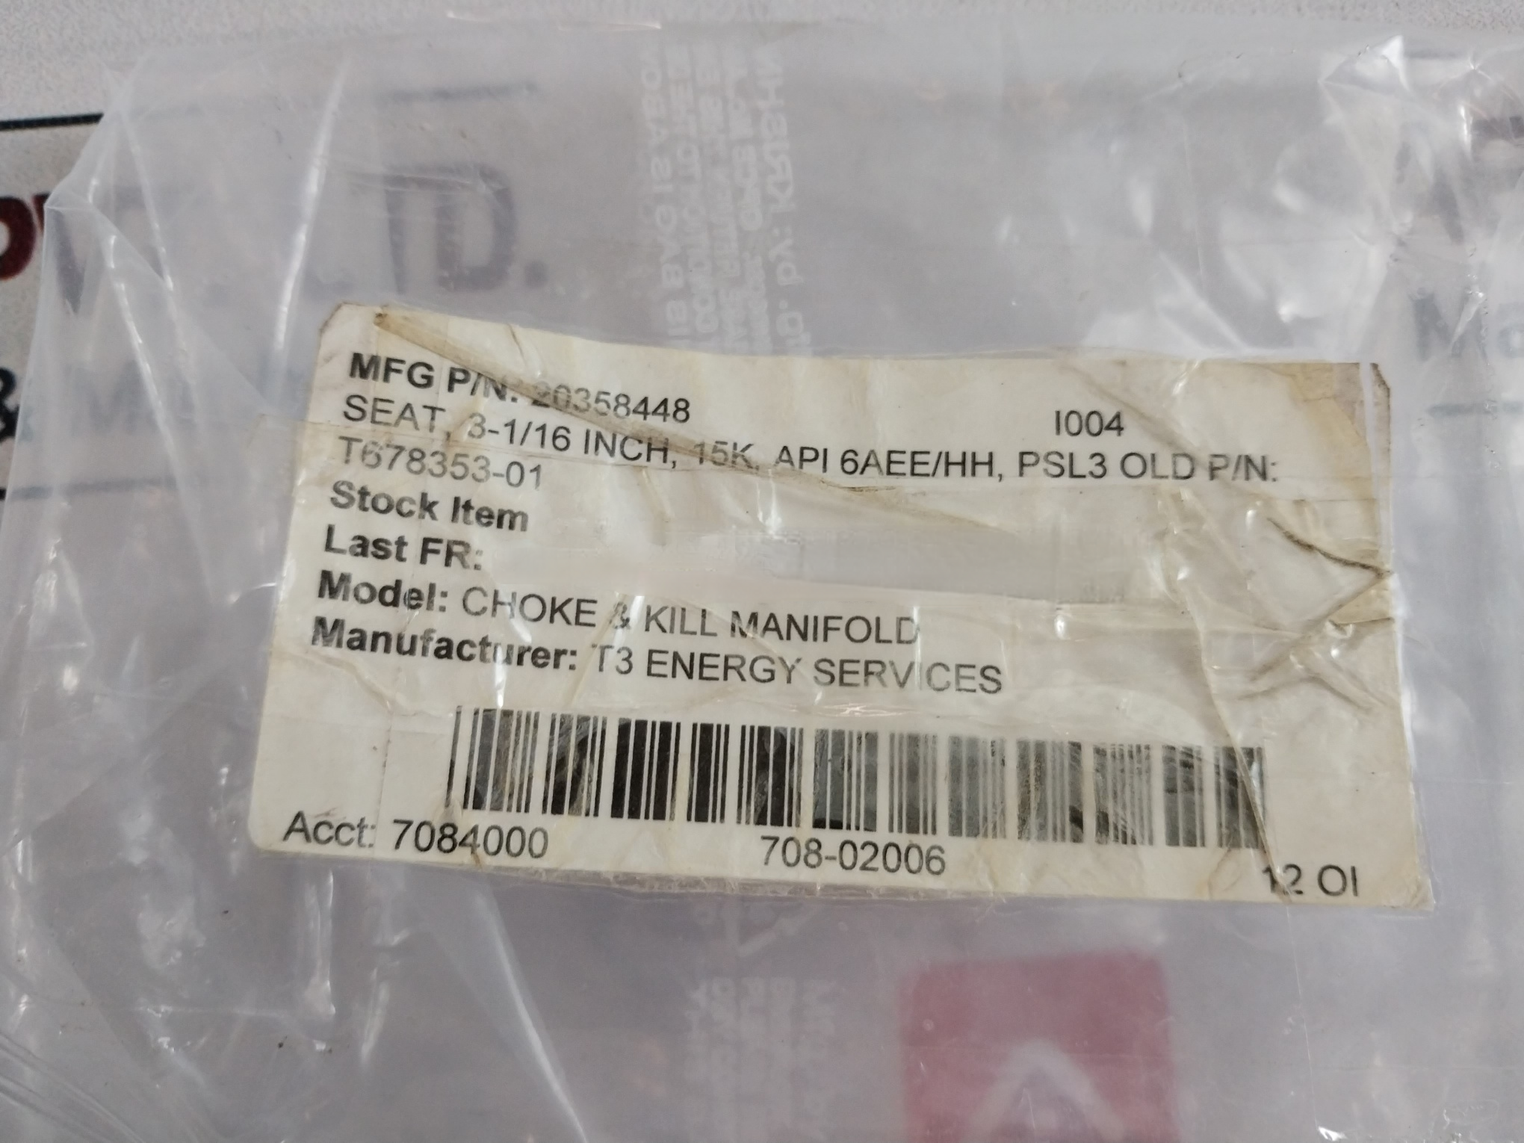 TD.
MFG P/N: 20358448
I004
SEAT, 3-1/16 INCH, 15K, API 6AEE/HH, PSL3 OLD P/N:
T678353-01
Stock Item
Last FR:
Model: CHOKE & KILL MANIFOLD
Manufacturer: T3 ENERGY SERVICES
Acct: 7084000
708-02006
12 OI